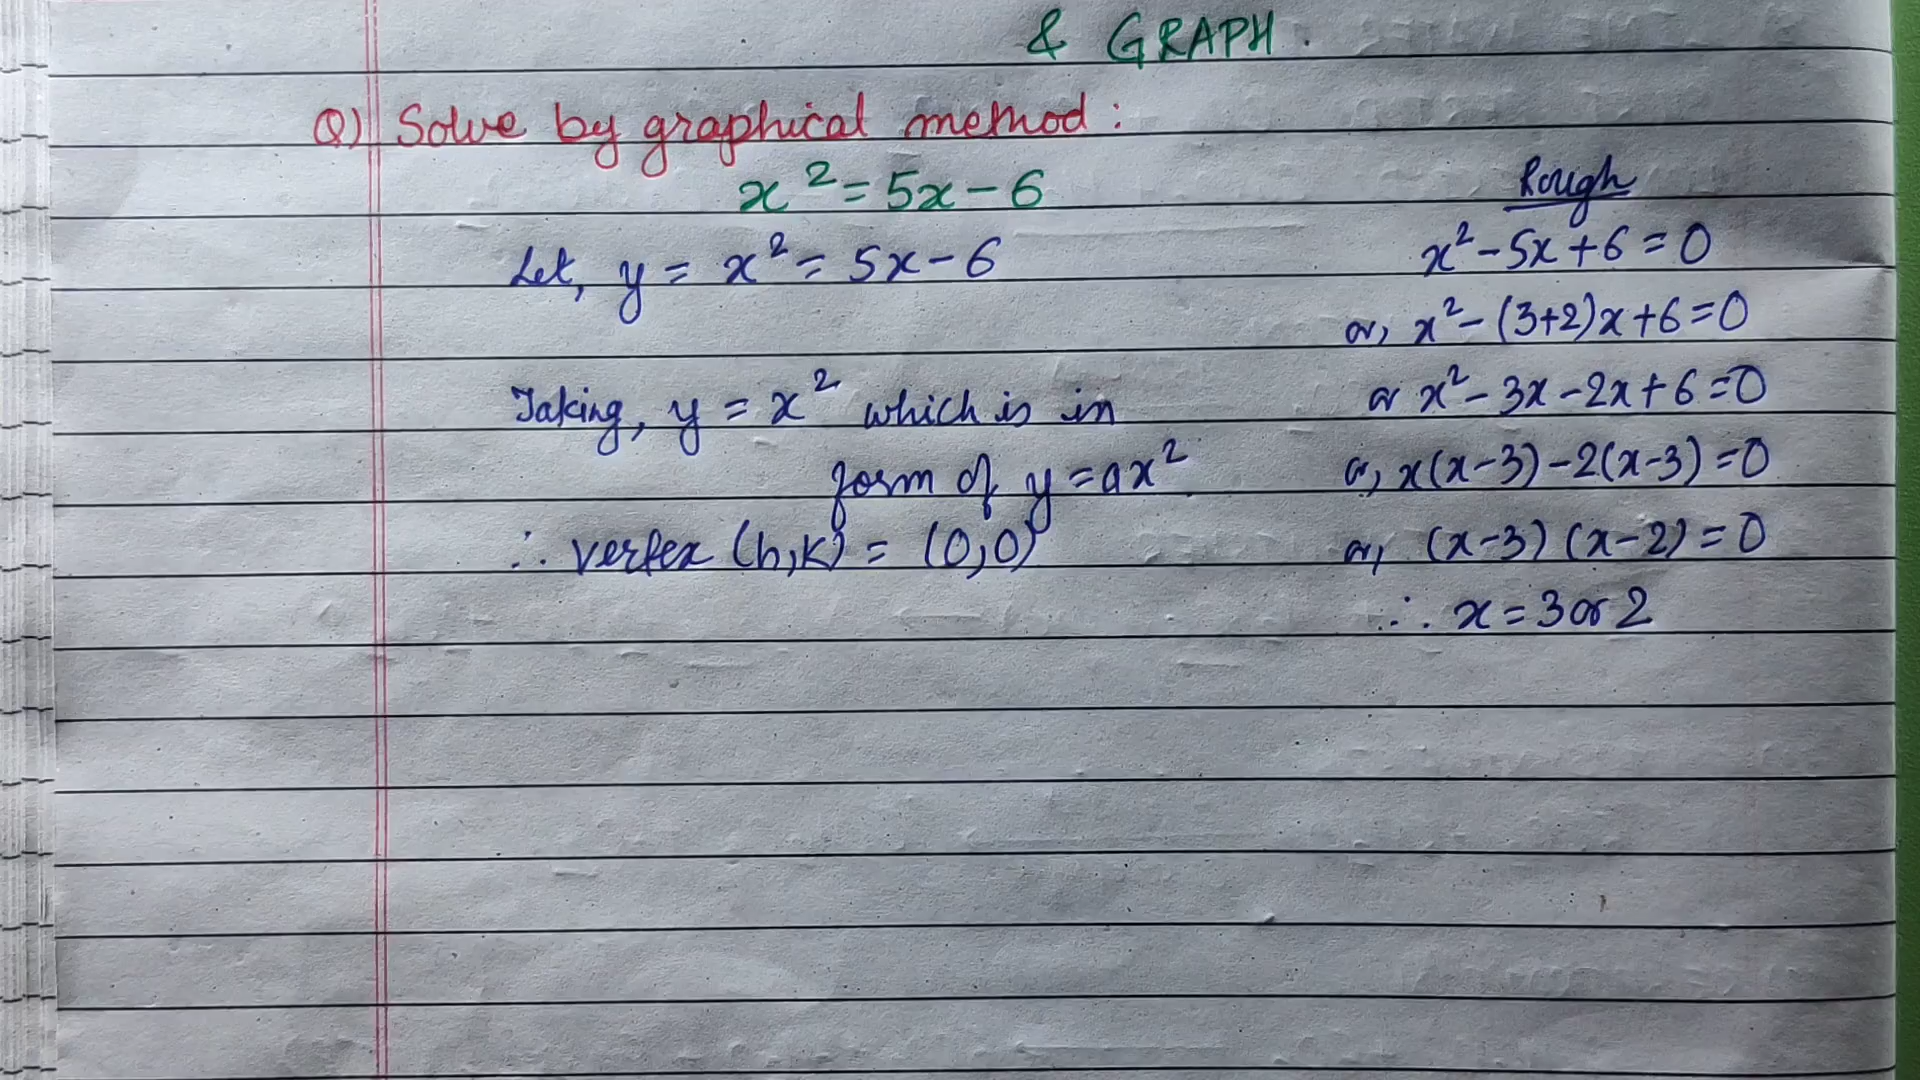 & GRAPH.
Q) Solve by graphical method:
x² = 5x - 6
Let, y = x² = 5x - 6
Taking, y = x² which is in
form of y = ax²
∴ vertex (h,k) = (0,0)
Rough
x² - 5x + 6 = 0
or, x² - (3+2)x + 6 = 0
or x² - 3x - 2x + 6 = 0
or, x(x-3) - 2(x-3) = 0
or, (x-3) (x-2) = 0
∴ x = 3 or 2